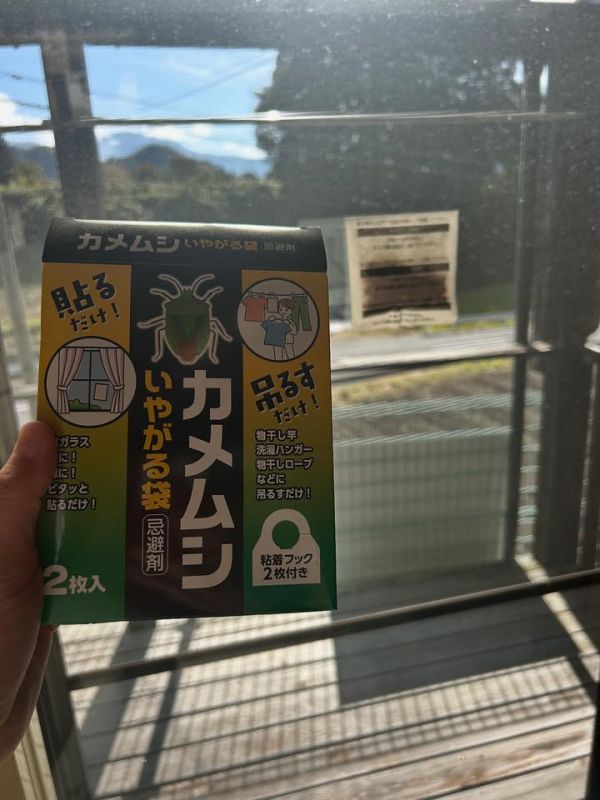 カメムシいやがる袋 忌避剤
貼る
だけ！
カメムシ
いやがる袋
忌避剤
吊るす
だけ！
ガラス
に！
に！
ピタッと
貼るだけ！
物干し竿
洗濯ハンガー
物干しロープ
などに
吊るすだけ！
粘着フック
2枚付き
2枚入